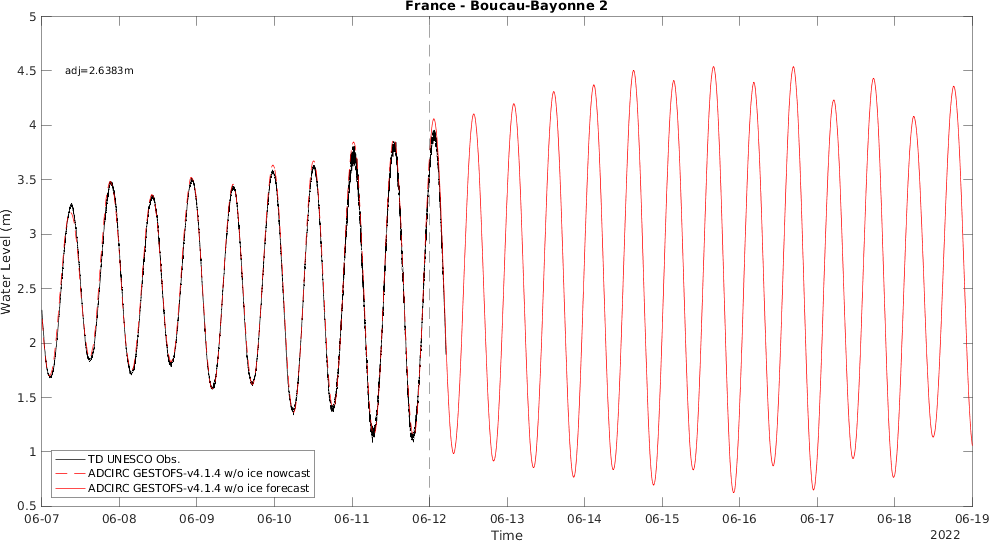 France - Boucau-Bayonne 2
5
4.5
4
3.5
3
2.5
2
1.5
1
0.5
Water Level (m)
adj=2.6383m
TD UNESCO Obs.
ADCIRC GESTOFS-v4.1.4 w/o ice nowcast
ADCIRC GESTOFS-v4.1.4 w/o ice forecast
06-07 06-08 06-09 06-10 06-11 06-12 06-13 06-14 06-15 06-16 06-17 06-18 06-19
Time
2022